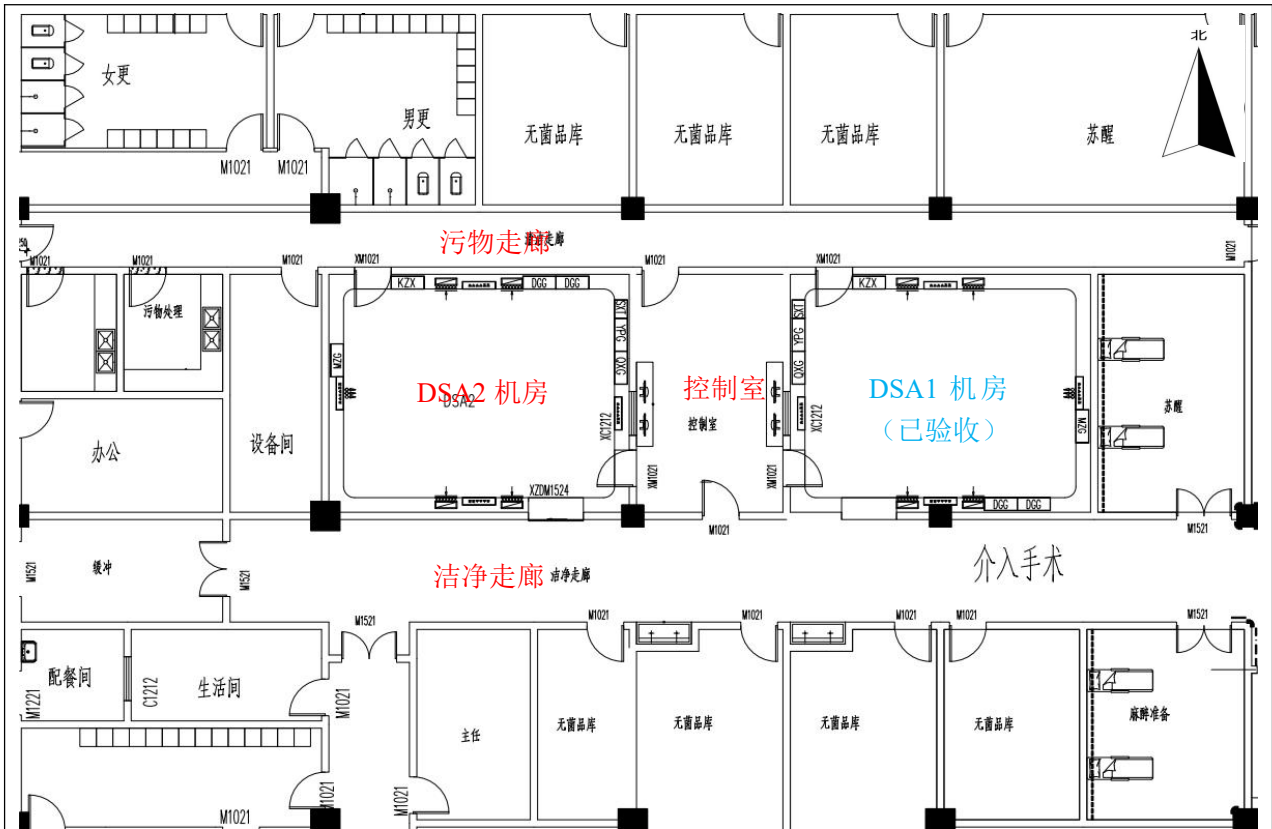 北
女更
男更
无菌品库
无菌品库
无菌品库
苏醒
M1021
M1021
污物走廊
M1021
M1021
M1021
XM1021
M1021
XM1021
M1021
KZX
DGG
DGG
KZX
污物处理
SXT
YPG
QXG
SXT
YPG
QXG
MZG
DSA2 机房
DSA2
控制室
控制室
DSA1 机房
（已验收）
苏醒
MZG
XC1212
XC1212
办公
设备间
XM1021
XM1021
XZDM1524
DGG
DGG
M1021
M1521
介入手术
缓冲
M1521
M1521
洁净走廊
洁净走廊
M1521
M1021
M1021
M1021
M1021
M1521
配餐间
M1221
C1212
生活间
M1021
主任
无菌品库
无菌品库
无菌品库
无菌品库
麻醉准备
M1021
M1021
M1021